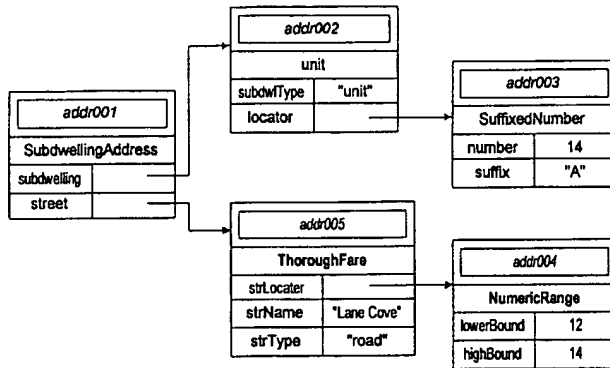 addr001
SubdwellingAddress
subdwelling
street
addr002
unit
subdwlType "unit"
locator
addr003
SuffixedNumber
number 14
suffix "A"
addr005
ThoroughFare
strLocater
strName "Lane Cove"
strType "road"
addr004
NumericRange
lowerBound 12
highBound 14